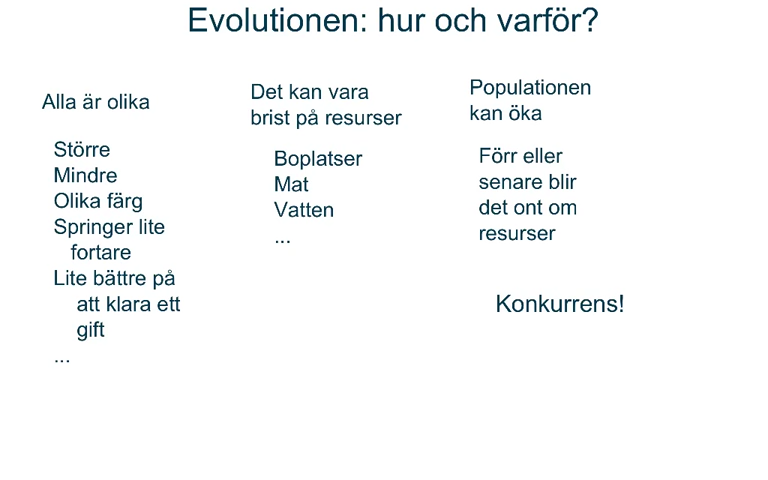 Evolutionen: hur och varför?
Alla är olika
Större
Mindre
Olika färg
Springer lite
fortare
Lite bättre på
att klara ett
gift
...
Det kan vara
brist på resurser
Boplatser
Mat
Vatten
...
Populationen
kan öka
Förr eller
senare blir
det ont om
resurser
Konkurrens!